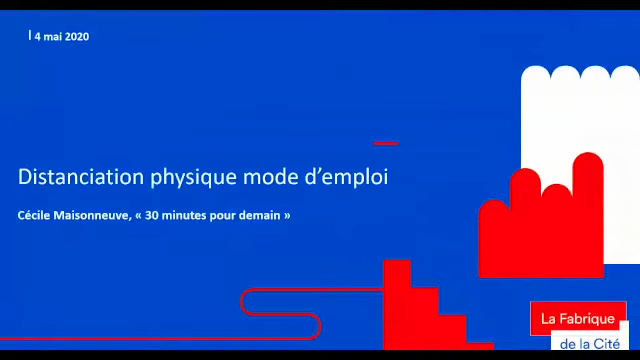 4 mai 2020
Distanciation physique mode d’emploi
Cécile Maisonneuve, « 30 minutes pour demain »
La Fabrique
de la Cité